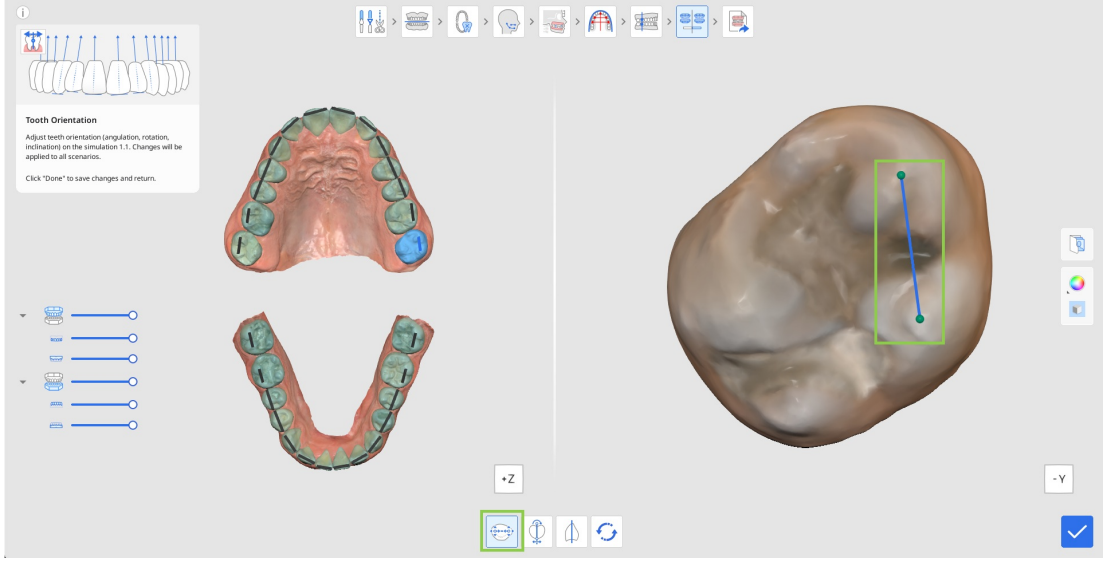 Tooth Orientation
Adjust teeth orientation (angulation, rotation,
inclination) on the simulation 1.1. Changes will be
applied to all scenarios.
Click "Done" to save changes and return.
+Z
- Y